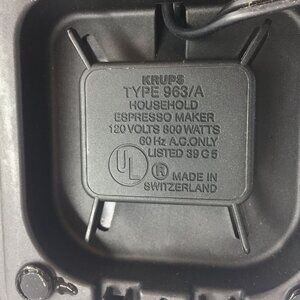 KRUPS
TYPE 963/A
HOUSEHOLD
ESPRESSO MAKER
120 VOLTS 800 WATTS
60 Hz A.C. ONLY
LISTED 39 G 5
UL ® MADE IN
SWITZERLAND